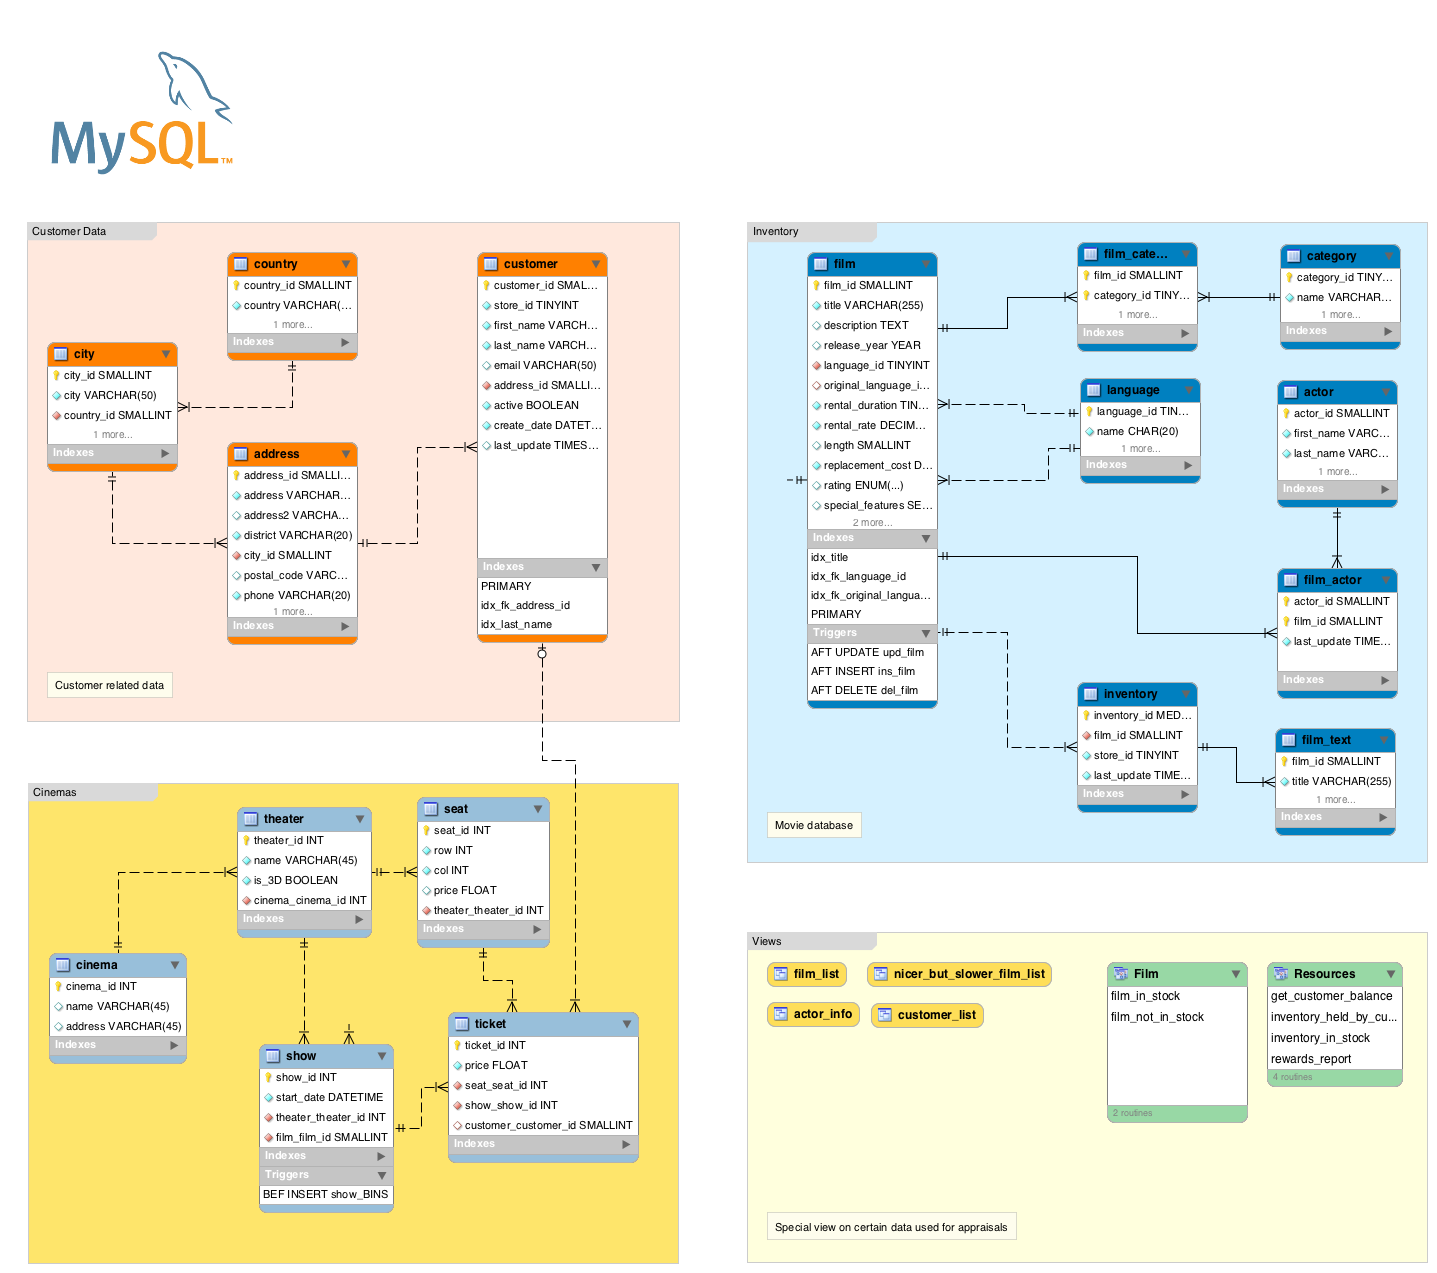 MySQL™
Customer Data
country
country_id SMALLINT
country VARCHAR(...
1 more...
Indexes
customer
customer_id SMAL...
store_id TINYINT
first_name VARCH...
last_name VARCH...
email VARCHAR(50)
address_id SMALLI...
active BOOLEAN
create_date DATET...
last_update TIMES...
Indexes
PRIMARY
idx_fk_address_id
idx_last_name
city
city_id SMALLINT
city VARCHAR(50)
country_id SMALLINT
1 more...
Indexes
address
address_id SMALLI...
address VARCHAR...
address2 VARCHA...
district VARCHAR(20)
city_id SMALLINT
postal_code VARC...
phone VARCHAR(20)
1 more...
Indexes
Customer related data
Inventory
film
film_id SMALLINT
title VARCHAR(255)
description TEXT
release_year YEAR
language_id TINYINT
original_language_i...
rental_duration TIN...
rental_rate DECIM...
length SMALLINT
replacement_cost D...
rating ENUM(...)
special_features SE...
2 more...
Indexes
idx_title
idx_fk_language_id
idx_fk_original_langua...
PRIMARY
Triggers
AFT UPDATE upd_film
AFT INSERT ins_film
AFT DELETE del_film
film_cate...
film_id SMALLINT
category_id TINY...
1 more...
Indexes
category
category_id TINY...
name VARCHAR...
1 more...
Indexes
language
language_id TIN...
name CHAR(20)
1 more...
Indexes
actor
actor_id SMALLINT
first_name VARC...
last_name VARC...
1 more...
Indexes
film_actor
actor_id SMALLINT
film_id SMALLINT
last_update TIME...
Indexes
inventory
inventory_id MED...
film_id SMALLINT
store_id TINYINT
last_update TIME...
Indexes
film_text
film_id SMALLINT
title VARCHAR(255)
1 more...
Indexes
Movie database
Cinemas
theater
theater_id INT
name VARCHAR(45)
is_3D BOOLEAN
cinema_cinema_id INT
Indexes
seat
seat_id INT
row INT
col INT
price FLOAT
theater_theater_id INT
Indexes
cinema
cinema_id INT
name VARCHAR(45)
address VARCHAR(45)
Indexes
show
show_id INT
start_date DATETIME
theater_theater_id INT
film_film_id SMALLINT
Indexes
Triggers
BEF INSERT show_BINS
ticket
ticket_id INT
price FLOAT
seat_seat_id INT
show_show_id INT
customer_customer_id SMALLINT
Indexes
Views
film_list
nicer_but_slower_film_list
actor_info
customer_list
Film
film_in_stock
film_not_in_stock
2 routines
Resources
get_customer_balance
inventory_held_by_cu...
inventory_in_stock
rewards_report
4 routines
Special view on certain data used for appraisals